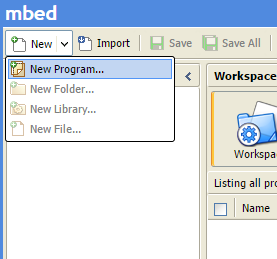 mbed
New Import Save Save All
New Program... Workspace
New Folder...
New Library...
New File...
Workspac
Listing all pro
Name